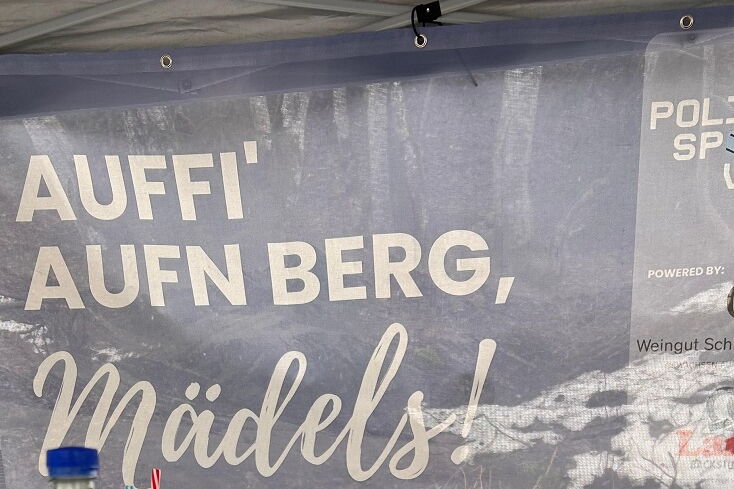 AUFFI'
AUFN BERG,
Mädels!
POWERED BY:
Weingut